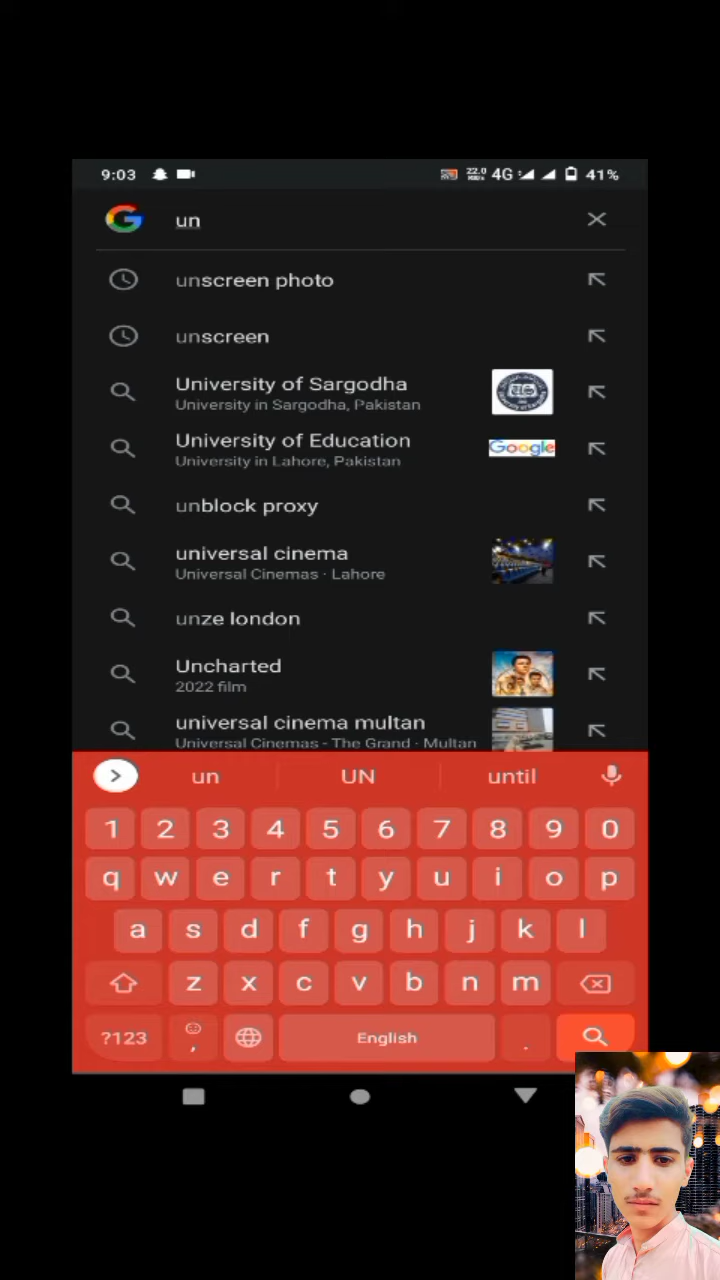 9:03
22.0 4G 41%
un
unscreen photo
unscreen
University of Sargodha
University in Sargodha, Pakistan
University of Education
Google
University in Lahore, Pakistan
unblock proxy
universal cinema
Universal Cinemas · Lahore
unze london
Uncharted
2022 film
universal cinema multan
Universal Cinemas - The Grand · Multan
un UN until
1 2 3 4 5 6 7 8 9 0
q w e r t y u i o p
a s d f g h j k l
z x c v b n m
?123 , English .